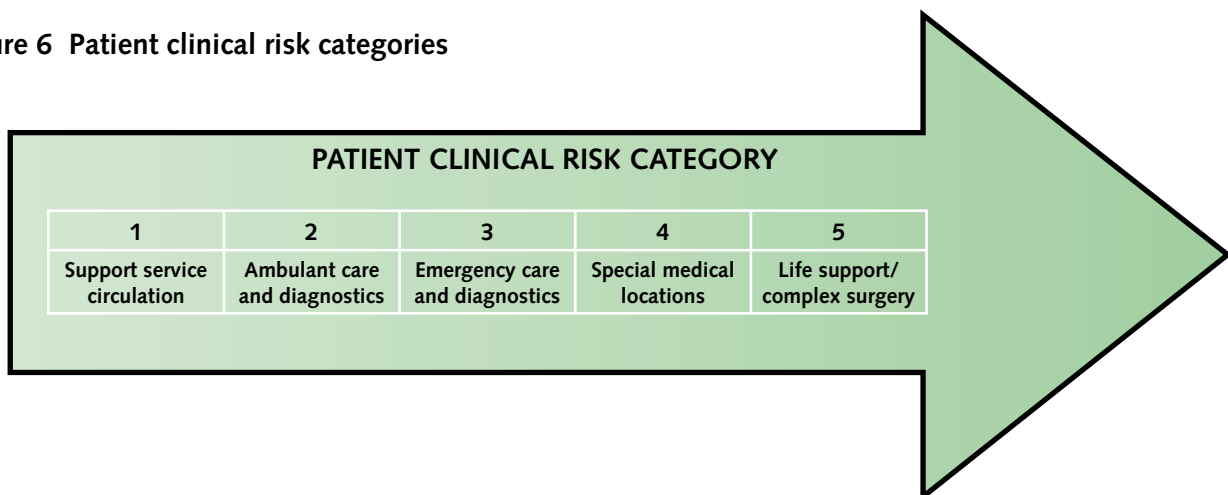 ure 6 Patient clinical risk categories
PATIENT CLINICAL RISK CATEGORY
1 2 3 4 5
Support service circulation
Ambulant care and diagnostics
Emergency care and diagnostics
Special medical locations
Life support/ complex surgery